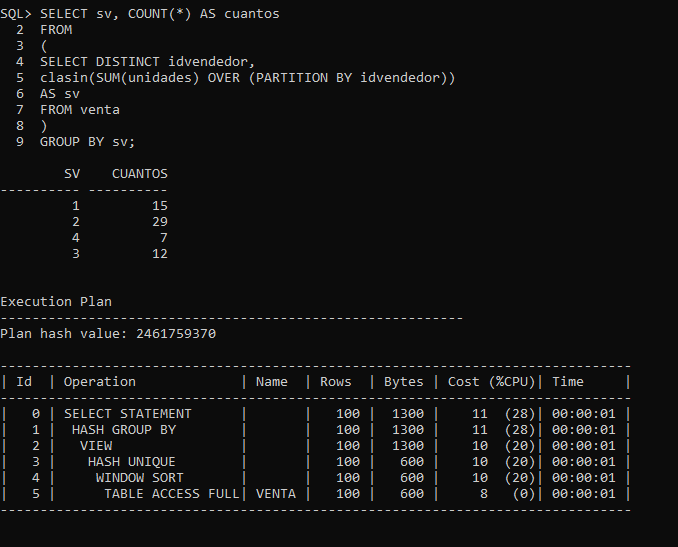 SQL> SELECT sv, COUNT(*) AS cuantos
  2  FROM
  3  (
  4  SELECT DISTINCT idvendedor,
  5  clasin(SUM(unidades) OVER (PARTITION BY idvendedor))
  6  AS sv
  7  FROM venta
  8  )
  9  GROUP BY sv;

        SV    CUANTOS
---------- ----------
         1         15
         2         29
         4          7
         3         12


Execution Plan
----------------------------------------------------------
Plan hash value: 2461759370

-------------------------------------------------------------------------------
| Id  | Operation            | Name  | Rows  | Bytes | Cost (%CPU)| Time     |
-------------------------------------------------------------------------------
|   0 | SELECT STATEMENT     |       |   100 |  1300 |    11  (28)| 00:00:01 |
|   1 |  HASH GROUP BY       |       |   100 |  1300 |    11  (28)| 00:00:01 |
|   2 |   VIEW               |       |   100 |  1300 |    10  (20)| 00:00:01 |
|   3 |    HASH UNIQUE       |       |   100 |   600 |    10  (20)| 00:00:01 |
|   4 |     WINDOW SORT      |       |   100 |   600 |    10  (20)| 00:00:01 |
|   5 |      TABLE ACCESS FULL| VENTA |   100 |   600 |     8   (0)| 00:00:01 |
-------------------------------------------------------------------------------